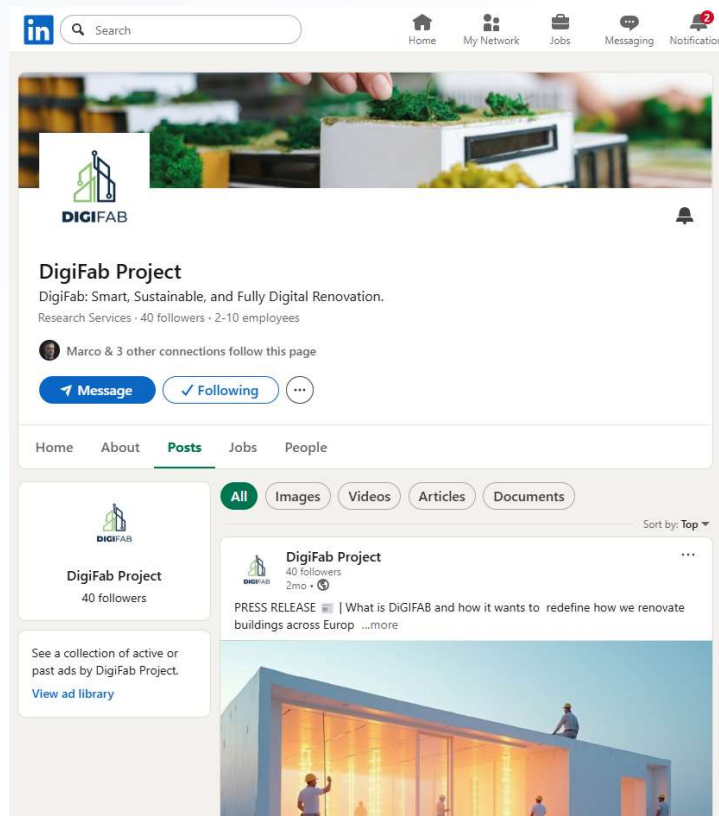 in
Search
Home
My Network
Jobs
Messaging
2
Notification
DIGIFAB
DigiFab Project
DigiFab: Smart, Sustainable, and Fully Digital Renovation.
Research Services · 40 followers · 2-10 employees
Marco & 3 other connections follow this page
Message
Following
Home
About
Posts
Jobs
People
DIGIFAB
DigiFab Project
40 followers
See a collection of active or
past ads by DigiFab Project.
View ad library
All
Images
Videos
Articles
Documents
Sort by: Top
DIGIFAB
DigiFab Project
40 followers
2mo •
PRESS RELEASE 📰 | What is DiGIFAB and how it wants to redefine how we renovate
buildings across Europ ...more